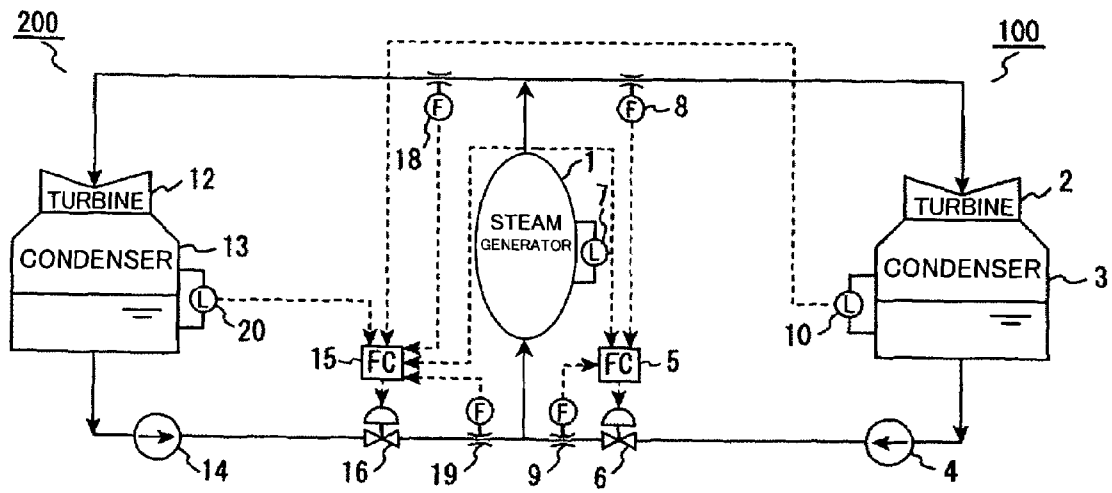 200
100
F
F
8
18
1
12
TURBINE
7
2
TURBINE
STEAM
GENERATOR
L
13
CONDENSER
CONDENSER
3
L
20
L
10
15
FC
FC
5
F
F
14
16
19
9
6
4